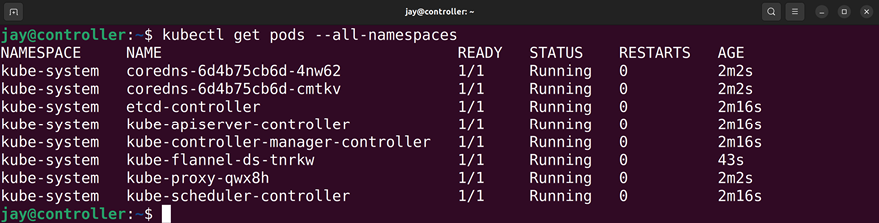 jay@controller: ~
jay@controller:~$ kubectl get pods --all-namespaces
NAMESPACE NAME READY STATUS RESTARTS AGE
kube-system coredns-6d4b75cb6d-4nw62 1/1 Running 0 2m2s
kube-system coredns-6d4b75cb6d-cmtkv 1/1 Running 0 2m2s
kube-system etcd-controller 1/1 Running 0 2m16s
kube-system kube-apiserver-controller 1/1 Running 0 2m16s
kube-system kube-controller-manager-controller 1/1 Running 0 2m16s
kube-system kube-flannel-ds-tnrkw 1/1 Running 0 43s
kube-system kube-proxy-qwx8h 1/1 Running 0 2m2s
kube-system kube-scheduler-controller 1/1 Running 0 2m16s
jay@controller:~$